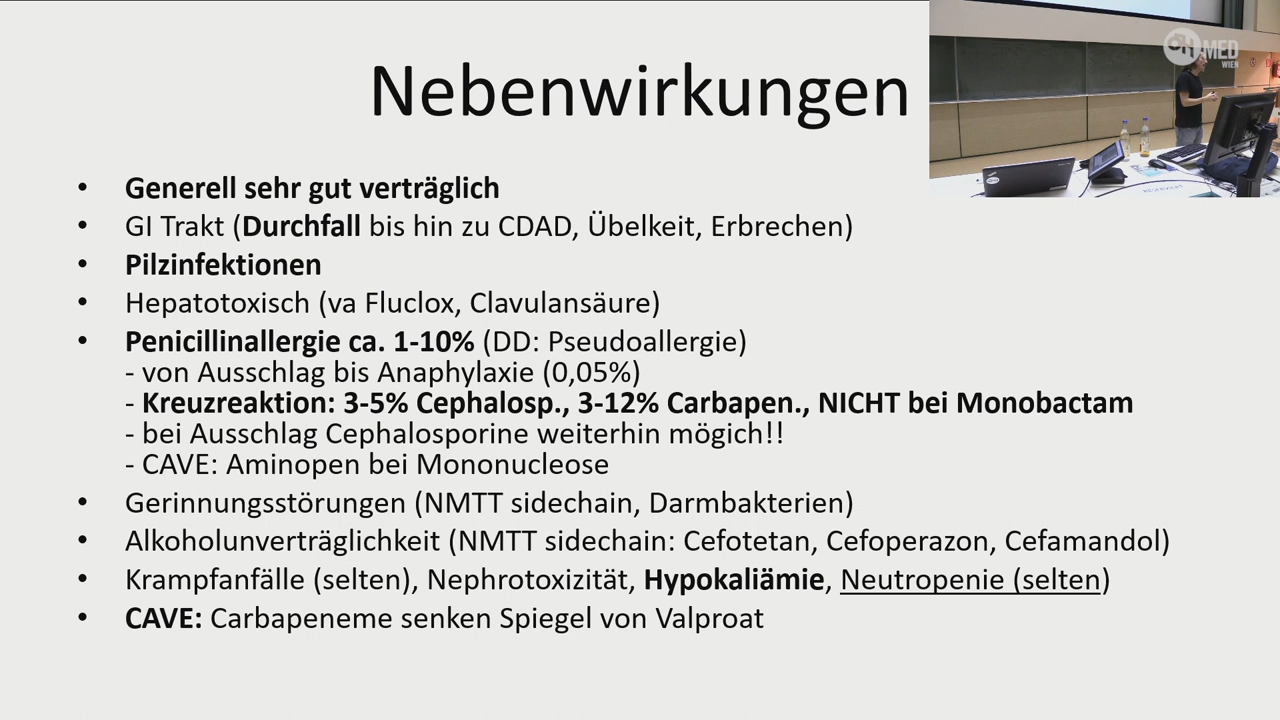 Nebenwirkungen
ÖH MED
WIEN
• Generell sehr gut verträglich
• GI Trakt (Durchfall bis hin zu CDAD, Übelkeit, Erbrechen)
• Pilzinfektionen
• Hepatotoxisch (va Fluclox, Clavulansäure)
• Penicillinallergie ca. 1-10% (DD: Pseudoallergie)
- von Ausschlag bis Anaphylaxie (0,05%)
- Kreuzreaktion: 3-5% Cephalosp., 3-12% Carbapen., NICHT bei Monobactam
- bei Ausschlag Cephalosporine weiterhin mögich!!
- CAVE: Aminopen bei Mononucleose
• Gerinnungsstörungen (NMTT sidechain, Darmbakterien)
• Alkoholunverträglichkeit (NMTT sidechain: Cefotetan, Cefoperazon, Cefamandol)
• Krampfanfälle (selten), Nephrotoxizität, Hypokaliämie, Neutropenie (selten)
• CAVE: Carbapeneme senken Spiegel von Valproat